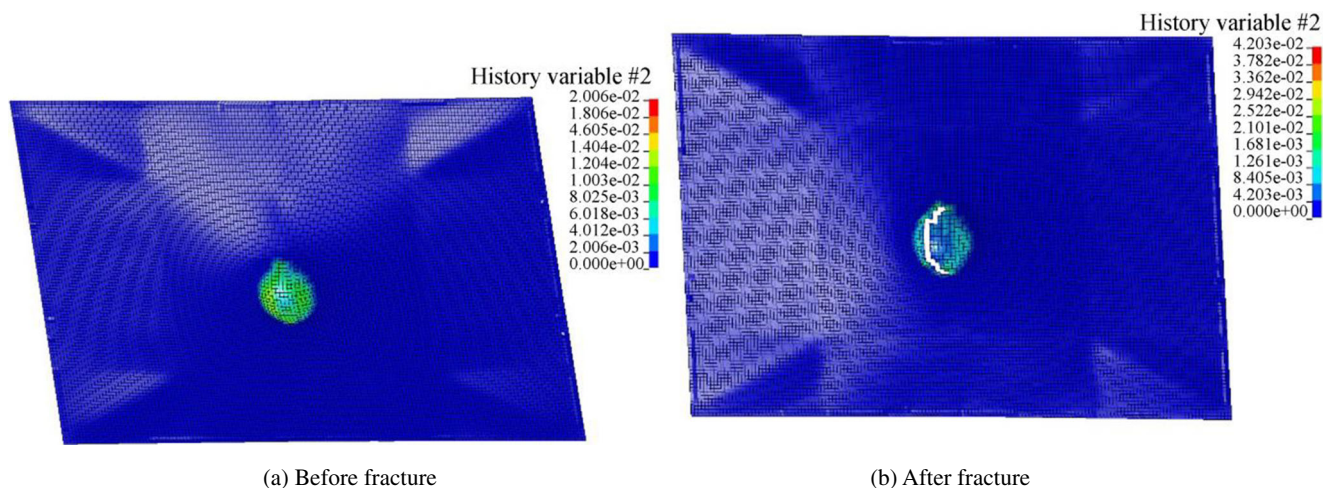 History variable #2
2.006e-02
1.806e-02
4.605e-02
1.404e-02
1.204e-02
1.003e-02
8.025e-03
6.018e-03
4.012e-03
2.006e-03
0.000e+00
(a) Before fracture
History variable #2
4.203e-02
3.782e-02
3.362e-02
2.942e-02
2.522e-02
2.101e-02
1.681e-03
1.261e-03
8.405e-03
4.203e-03
0.000e+00
(b) After fracture